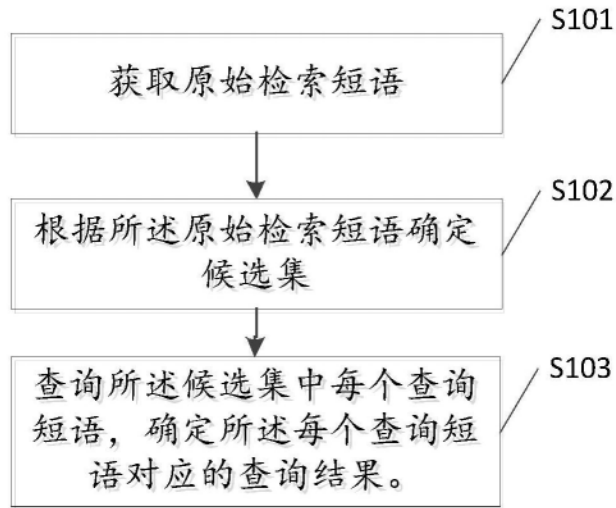 S101
获取原始检索短语
S102
根据所述原始检索短语确定
候选集
S103
查询所述候选集中每个查询
短语，确定所述每个查询短
语对应的查询结果。